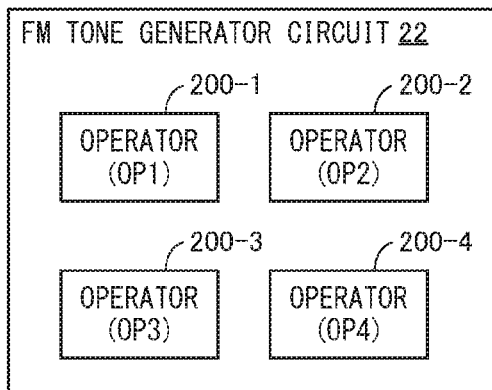 FM TONE GENERATOR CIRCUIT 22
200-1 200-2
OPERATOR OPERATOR
(OP1) (OP2)
200-3 200-4
OPERATOR OPERATOR
(OP3) (OP4)